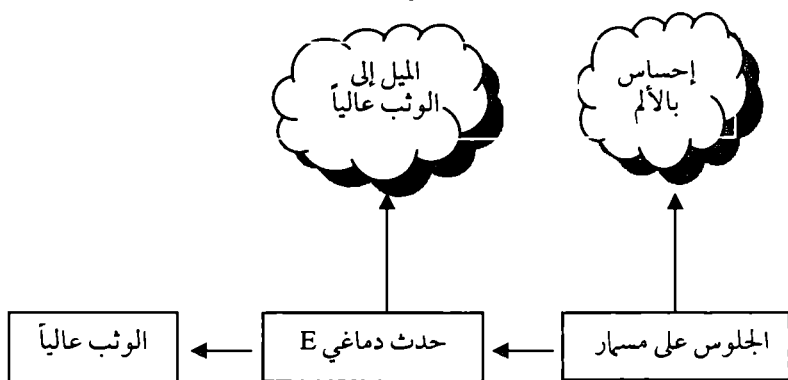 إحساس
بالألم
الميل إلى
الوثب عالياً
الجلوس على مسمار
حدث دماغي E
الوثب عالياً